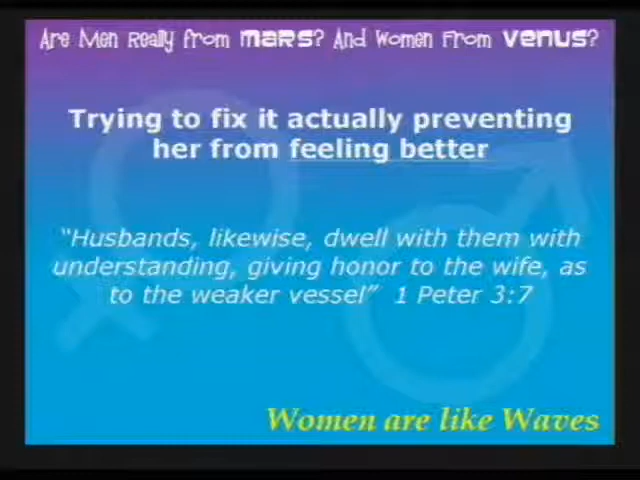 Are Men Really from MARS? And Women From VENUS?
Trying to fix it actually preventing
her from feeling better
“Husbands, likewise, dwell with them with
understanding, giving honor to the wife, as
to the weaker vessel” 1 Peter 3:7
Women are like Waves